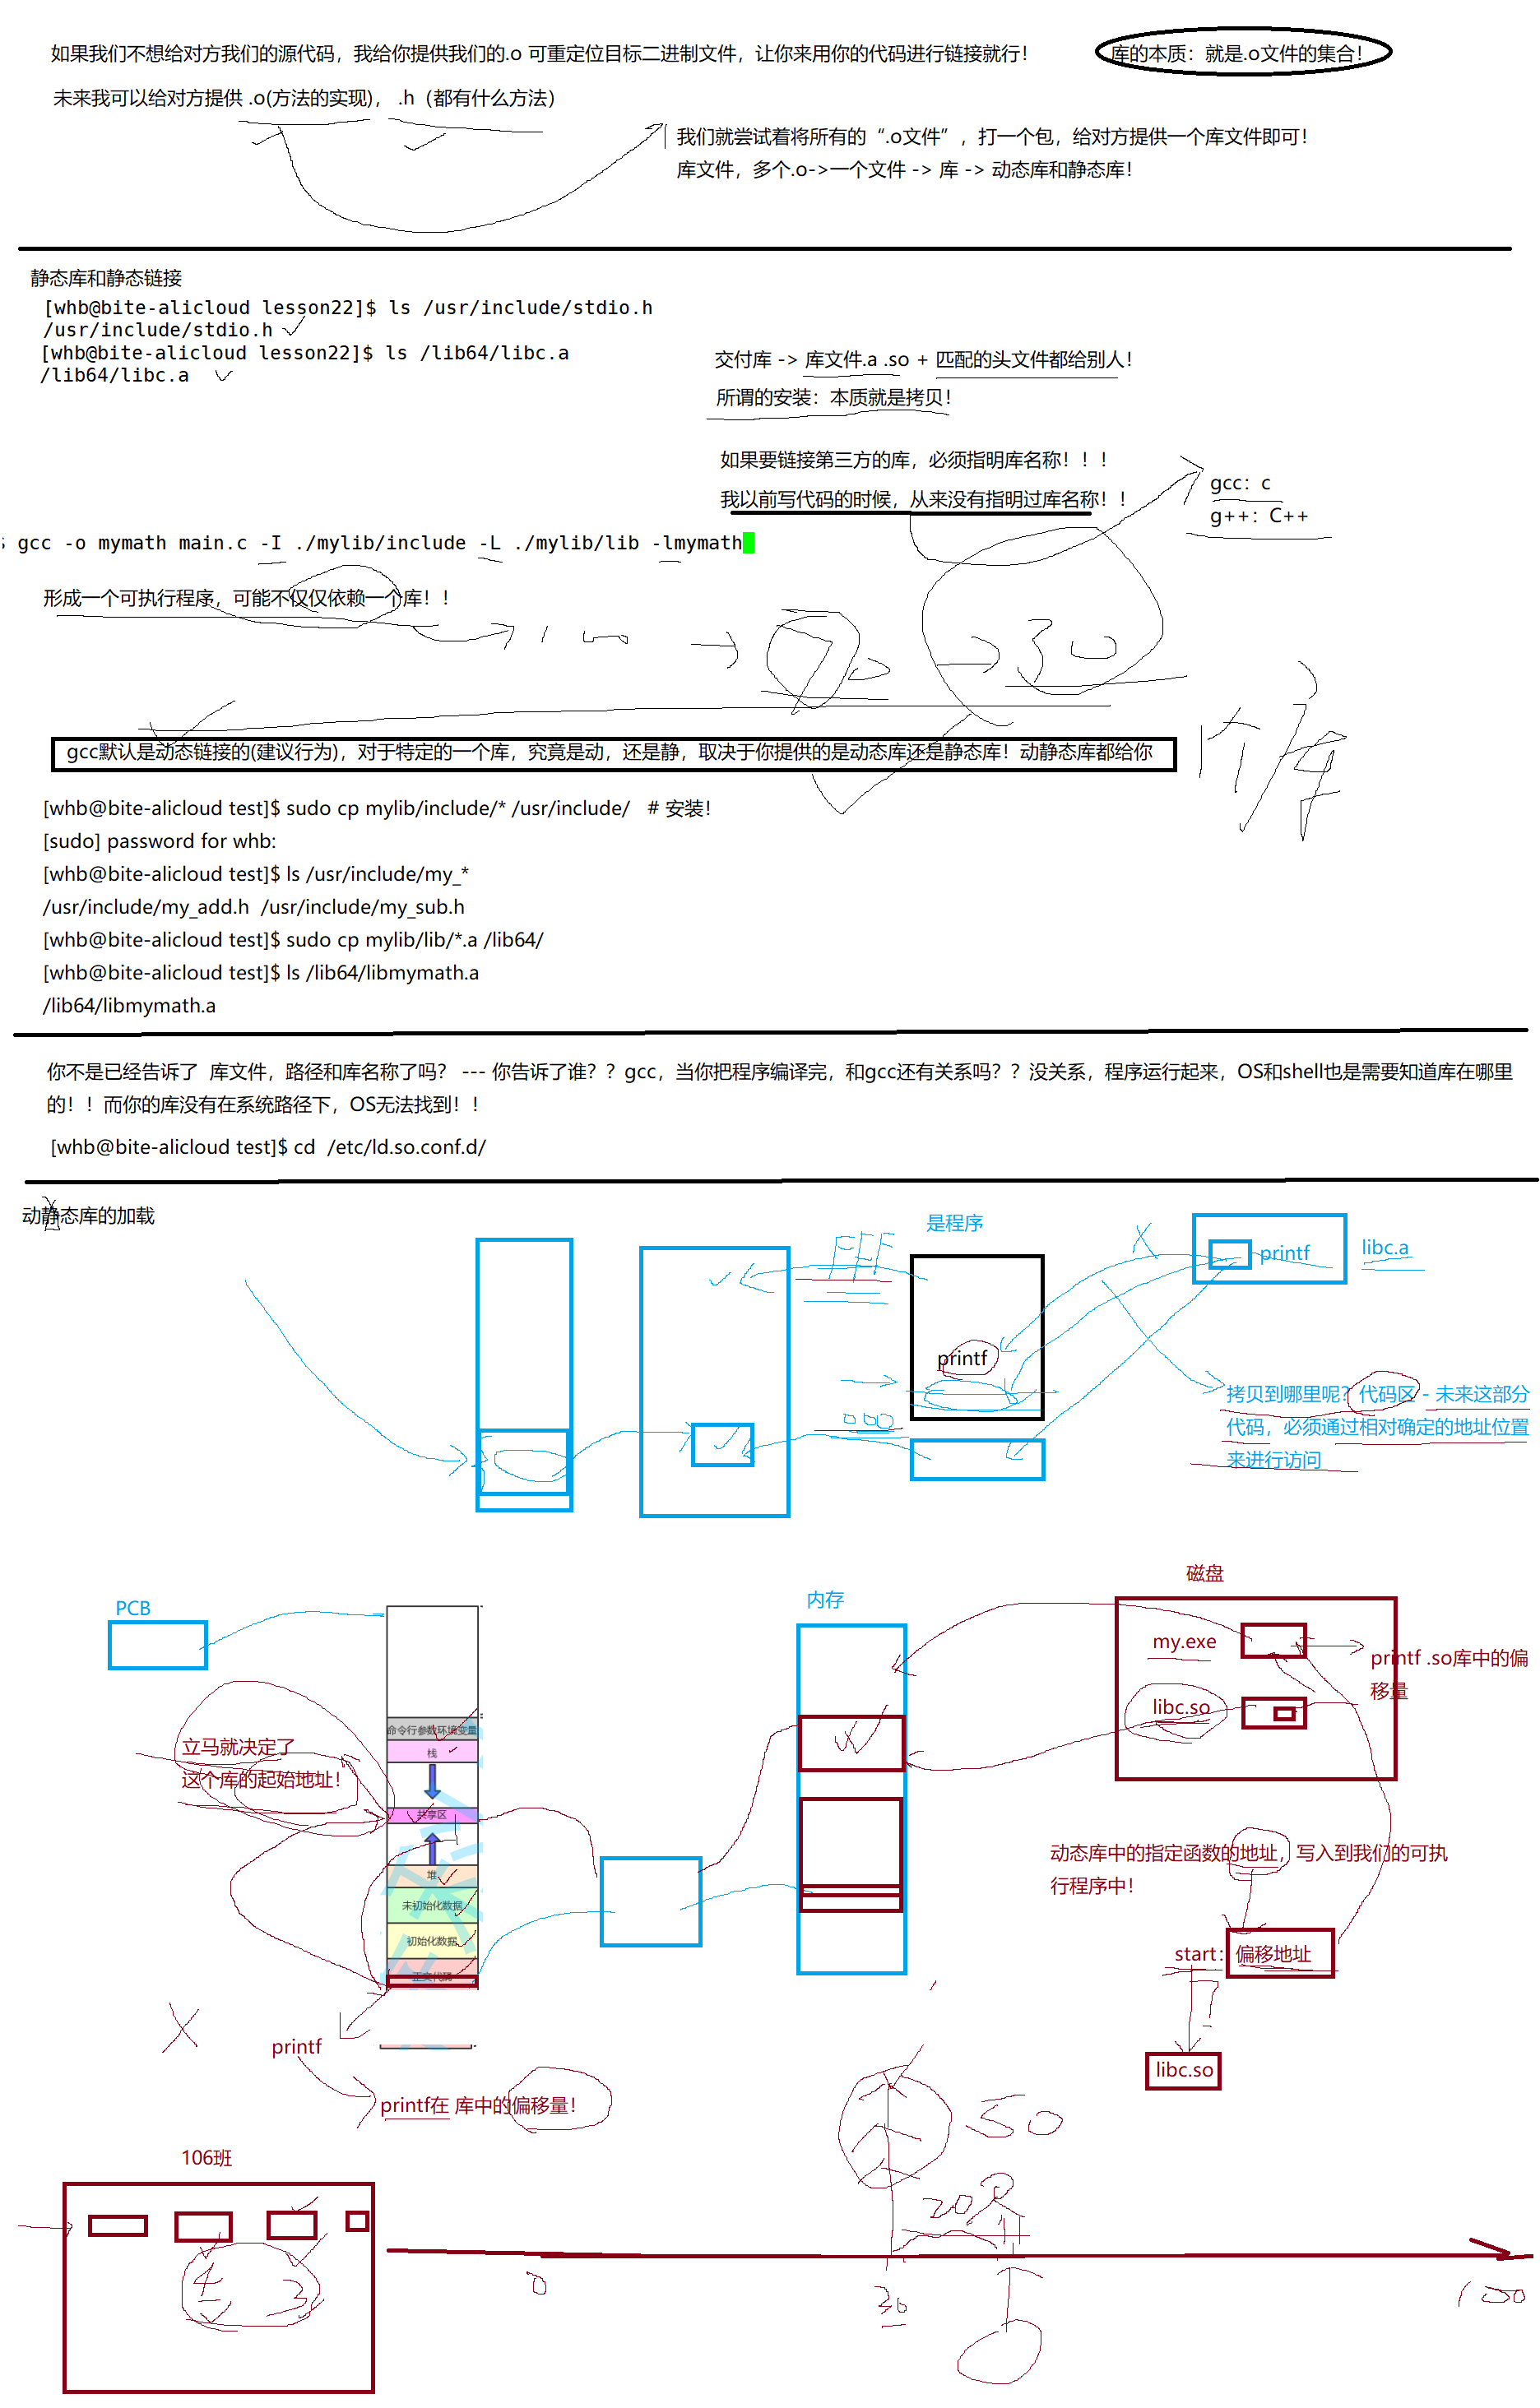 如果我们不想给对方我们的源代码，我给你提供我们的.o 可重定位目标二进制文件，让你来用你的代码进行链接就行！
库的本质：就是.o文件的集合！
未来我可以给对方提供 .o(方法的实现)， .h（都有什么方法）
我们就尝试着将所有的“.o文件”，打一个包，给对方提供一个库文件即可！
库文件，多个.o->一个文件 -> 库 -> 动态库和静态库！
静态库和静态链接
[whb@bite-alicloud lesson22]$ ls /usr/include/stdio.h
/usr/include/stdio.h
[whb@bite-alicloud lesson22]$ ls /lib64/libc.a
/lib64/libc.a
交付库 -> 库文件.a .so + 匹配的头文件都给别人！
所谓的安装：本质就是拷贝！
如果要链接第三方的库，必须指明库名称！！！
我以前写代码的时候，从来没有指明过库名称！！
gcc：c
g++：C++
gcc -o mymath main.c -I ./mylib/include -L ./mylib/lib -lmymath
形成一个可执行程序，可能不仅仅依赖一个库！！
30
个库
gcc默认是动态链接的(建议行为)，对于特定的一个库，究竟是动，还是静，取决于你提供的是动态库还是静态库！动静态库都给你
[whb@bite-alicloud test]$ sudo cp mylib/include/* /usr/include/   # 安装！
[sudo] password for whb:
[whb@bite-alicloud test]$ ls /usr/include/my_*
/usr/include/my_add.h  /usr/include/my_sub.h
[whb@bite-alicloud test]$ sudo cp mylib/lib/*.a /lib64/
[whb@bite-alicloud test]$ ls /lib64/libmymath.a
/lib64/libmymath.a
你不是已经告诉了  库文件，路径和库名称了吗？ --- 你告诉了谁？？gcc，当你把程序编译完，和gcc还有关系吗？？没关系，程序运行起来，OS和shell也是需要知道库在哪里
的！！而你的库没有在系统路径下，OS无法找到！！
[whb@bite-alicloud test]$ cd  /etc/ld.so.conf.d/
动静态库的加载
是程序
printf
libc.a
FFF
printf
000
拷贝到哪里呢？代码区 - 未来这部分
代码，必须通过相对确定的地址位置
来进行访问
磁盘
PCB
内存
my.exe
printf .so库中的偏
移量
libc.so
命令行参数环境变量
栈
立马就决定了
这个库的起始地址！
共享区
堆
未初始化数据
初始化数据
正文代码
动态库中的指定函数的地址，写入到我们的可执
行程序中！
start：
偏移地址
libc.so
printf
printf在 库中的偏移量！
50
106班
20米
4
3
0
30
100